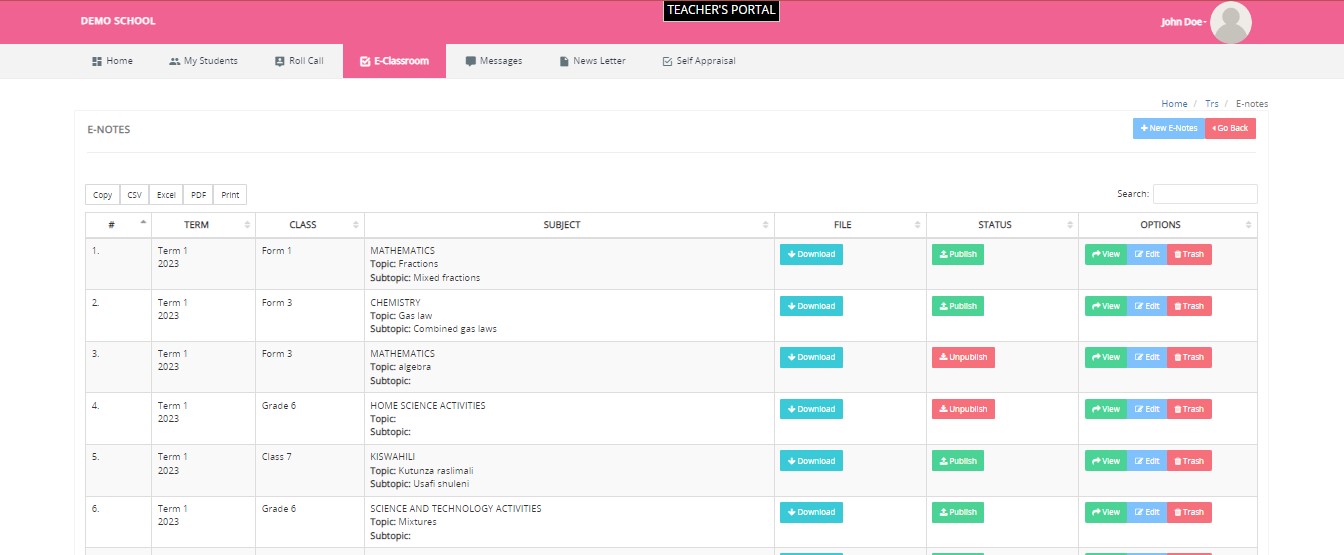 TEACHER'S PORTAL
DEMO SCHOOL
John Doe
Home My Students Roll Call E-Classroom Messages News Letter Self Appraisal
Home / Trs / E-notes
E-NOTES
New E-Notes Go Back
Copy CSV Excel PDF Print
Search:
# TERM CLASS SUBJECT FILE STATUS OPTIONS
1. Term 1 Form 1 MATHEMATICS Download Publish View Edit Trash
2023 Topic: Fractions
Subtopic: Mixed fractions
2. Term 1 Form 3 CHEMISTRY Download Publish View Edit Trash
2023 Topic: Gas law
Subtopic: Combined gas laws
3. Term 1 Form 3 MATHEMATICS Download Unpublish View Edit Trash
2023 Topic: algebra
Subtopic:
4. Term 1 Grade 6 HOME SCIENCE ACTIVITIES Download Unpublish View Edit Trash
2023 Topic:
Subtopic:
5. Term 1 Class 7 KISWAHILI Download Publish View Edit Trash
2023 Topic: Kutunza raslimali
Subtopic: Usafi shuleni
6. Term 1 Grade 6 SCIENCE AND TECHNOLOGY ACTIVITIES Download Publish View Edit Trash
2023 Topic: Mixtures
Subtopic: